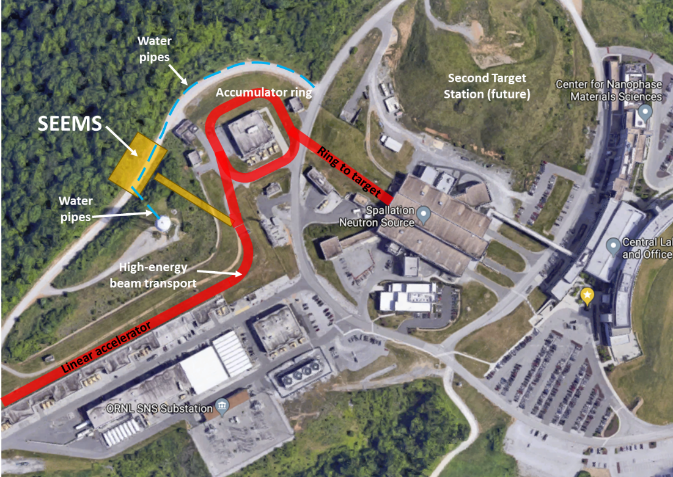 Water
pipes
Accumulator ring
Second Target
Station (future)
Center for Nanophase
Materials Sciences
SEEMS
Ring to target
Water
pipes
Spallation
Neutron Source
Central Lab
and Office
High-energy
beam transport
Linear accelerator
ORNL SNS Substation